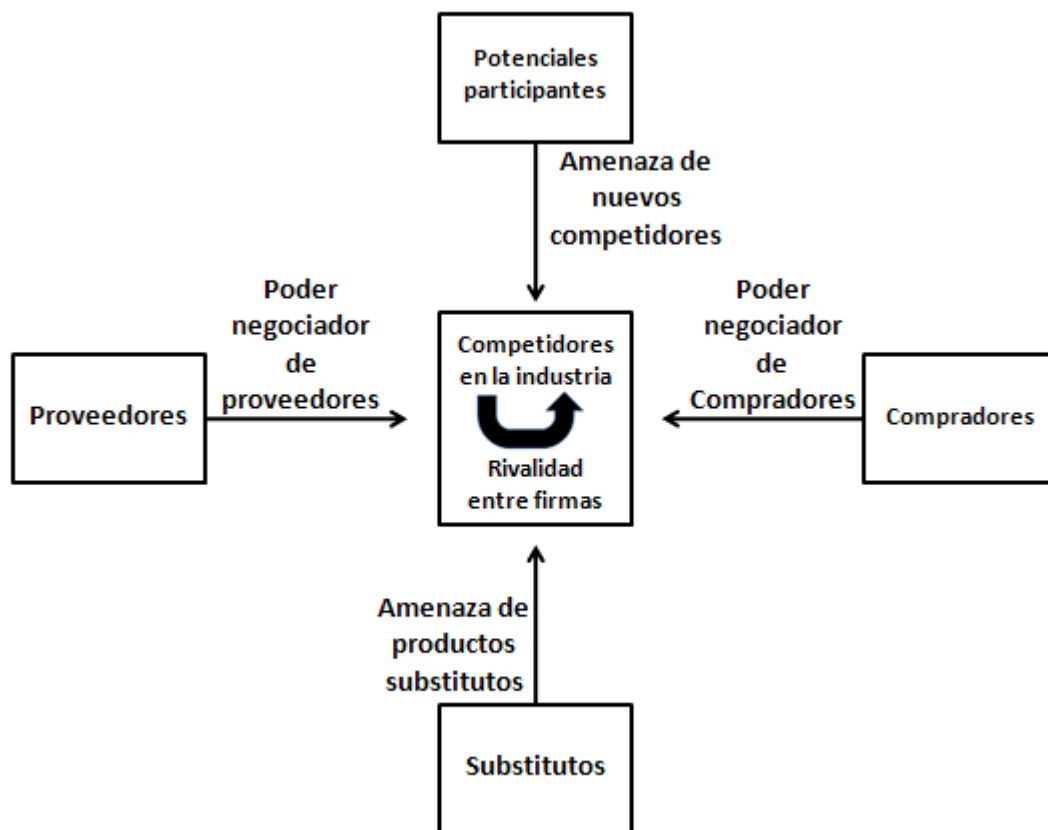 Potenciales
participantes
Amenaza de
nuevos
competidores
Poder
negociador
de
proveedores
Proveedores
Competidores
en la industria
Rivalidad
entre firmas
Poder
negociador
de
Compradores
Compradores
Amenaza de
productos
substitutos
Substitutos